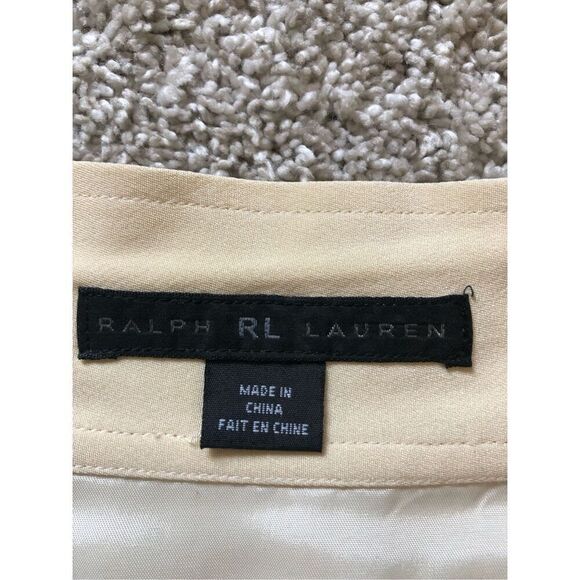 RALPH RL LAUREN
MADE IN
CHINA
FAIT EN CHINE